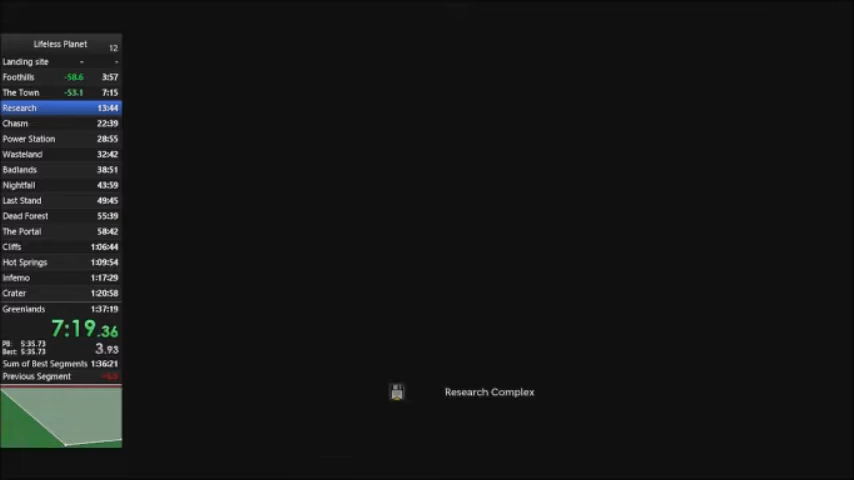 Lifeless Planet 12
Landing site - -
Foothills -58.6 3:57
The Town -53.1 7:15
Research 13:44
Chasm 22:39
Power Station 28:55
Wasteland 32:42
Badlands 38:51
Nightfall 43:59
Last Stand 49:45
Dead Forest 55:39
The Portal 58:42
Cliffs 1:06:44
Hot Springs 1:09:54
Inferno 1:17:29
Crater 1:20:58
Greenlands 1:37:19
7:19.36
PB: 5:35.73
Best: 5:35.73
3.93
Sum of Best Segments 1:36:21
Previous Segment
Research Complex